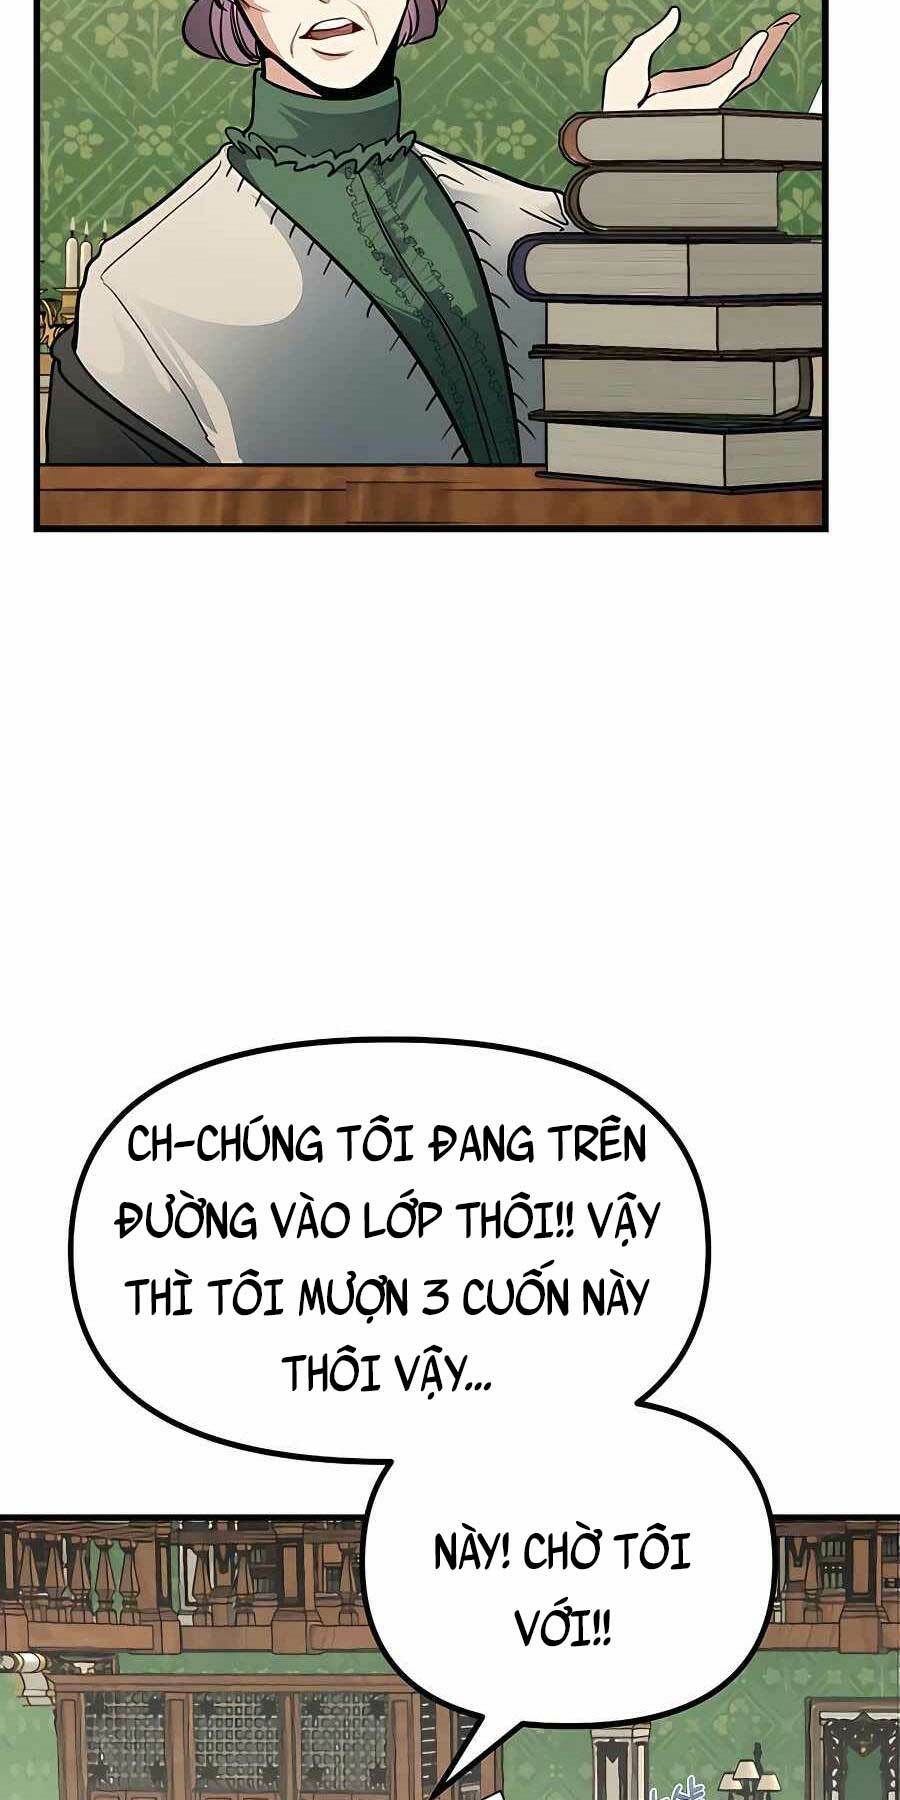 CH-CHÚNG TÔI ĐANG TRÊN
ĐƯỜNG VÀO LỚP THÔI!! VẬY
THÌ TÔI MƯỢN 3 CUỐN NÀY
THÔI VẬY...
NÀY! CHỜ TÔI
VỚI!!